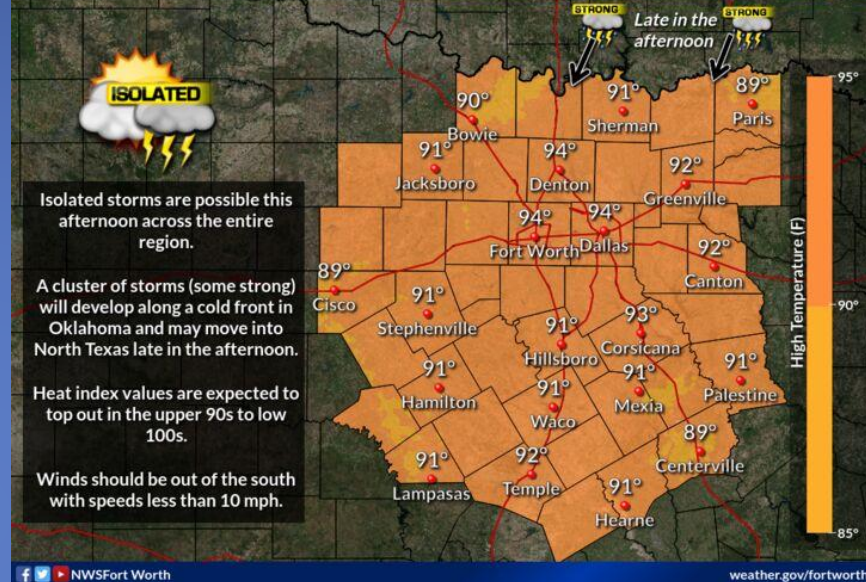 STRONG
Late in the
afternoon
STRONG
ISOLATED
Isolated storms are possible this
afternoon across the entire
region.
A cluster of storms (some strong)
will develop along a cold front in
Oklahoma and may move into
North Texas late in the afternoon.
Heat index values are expected to
top out in the upper 90s to low
100s.
Winds should be out of the south
with speeds less than 10 mph.
90°
Bowie
91°
Sherman
89°
Paris
91°
Jacksboro
94°
Denton
92°
Greenville
94°
Fort Worth
94°
Dallas
92°
Canton
89°
Cisco
91°
Stephenville
91°
Hillsboro
93°
Corsicana
91°
Hamilton
91°
Waco
91°
Mexia
91°
Palestine
89°
Centerville
91°
Lampasas
92°
Temple
91°
Hearne
95°
90°
85°
High Temperature (F)
NWSFort Worth
weather.gov/fortworth